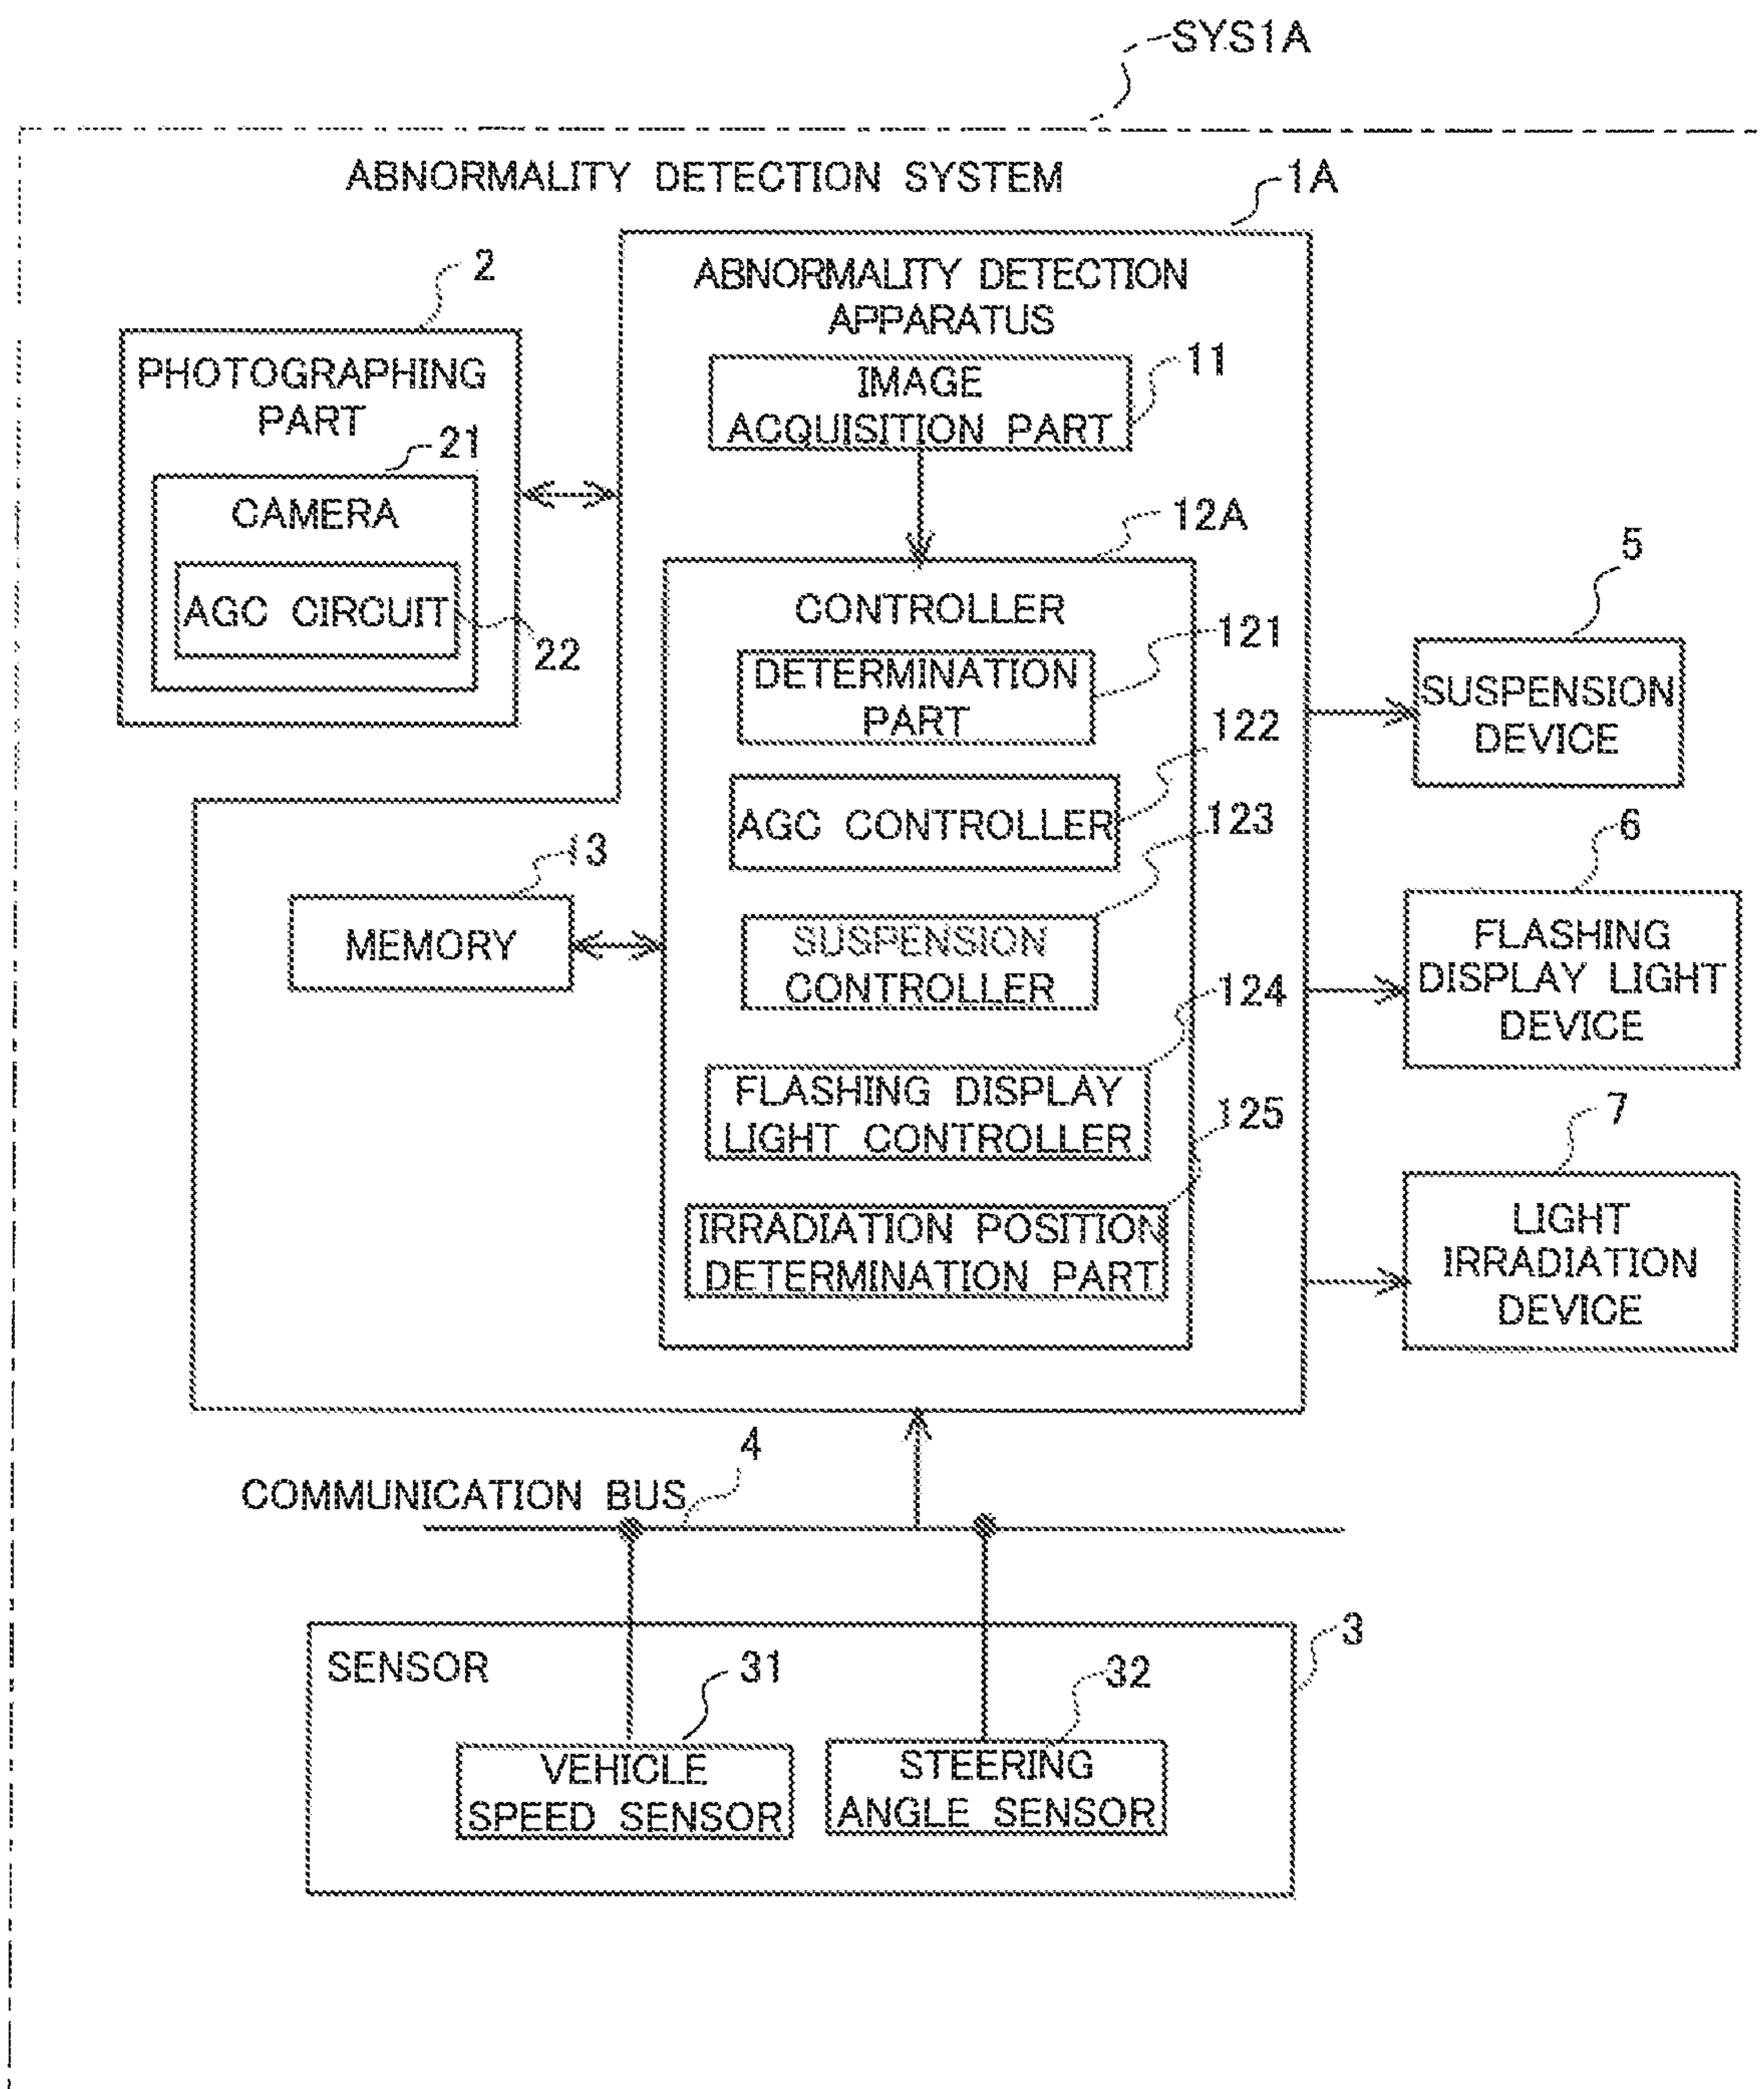 SYS1A
ABNORMALITY DETECTION SYSTEM
1A
2
ABNORMALITY DETECTION
APPARATUS
PHOTOGRAPHING
PART
11
IMAGE
ACQUISITION PART
21
CAMERA
12A
AGC CIRCUIT
22
CONTROLLER
121
DETERMINATION
PART
5
SUSPENSION
DEVICE
122
AGC CONTROLLER
123
13
MEMORY
SUSPENSION
CONTROLLER
6
FLASHING
DISPLAY LIGHT
DEVICE
124
FLASHING DISPLAY
LIGHT CONTROLLER
125
7
IRRADIATION POSITION
DETERMINATION PART
LIGHT
IRRADIATION
DEVICE
4
COMMUNICATION BUS
3
SENSOR
31
32
VEHICLE
SPEED SENSOR
STEERING
ANGLE SENSOR